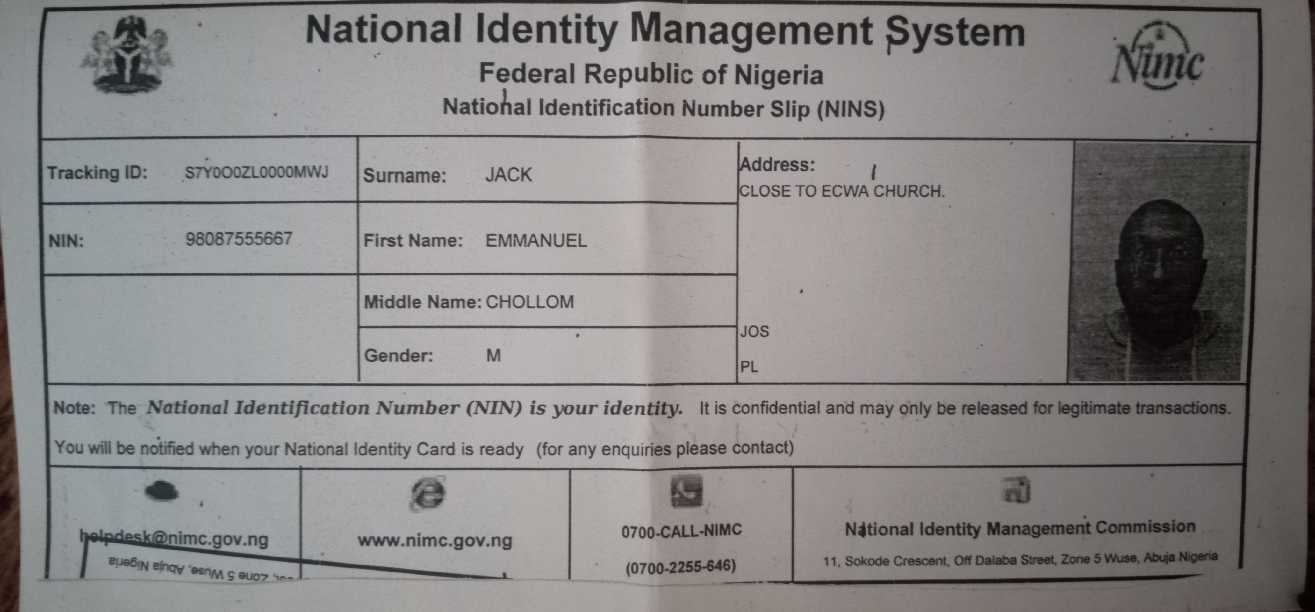 National Identity Management System
Federal Republic of Nigeria
National Identification Number Slip (NINS)
Nimc
Tracking ID: S7Y0O0ZL0000MWJ
Surname: JACK
Address:
CLOSE TO ECWA CHURCH.
NIN: 98087555667
First Name: EMMANUEL
Middle Name: CHOLLOM
JOS
Gender: M
PL
Note: The National Identification Number (NIN) is your identity. It is confidential and may only be released for legitimate transactions.
You will be notified when your National Identity Card is ready (for any enquiries please contact)
helpdesk@nimc.gov.ng
www.nimc.gov.ng
0700-CALL-NIMC
(0700-2255-646)
National Identity Management Commission
11, Sokode Crescent, Off Dalaba Street, Zone 5 Wuse, Abuja Nigeria
Zone 5 Wuse, Abuja Nigeria